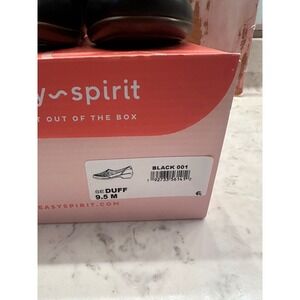 y~spirit
T OUT OF THE BOX
BLACK 001
SEDUFF
9.5 M
EASYSPIRIT.COM